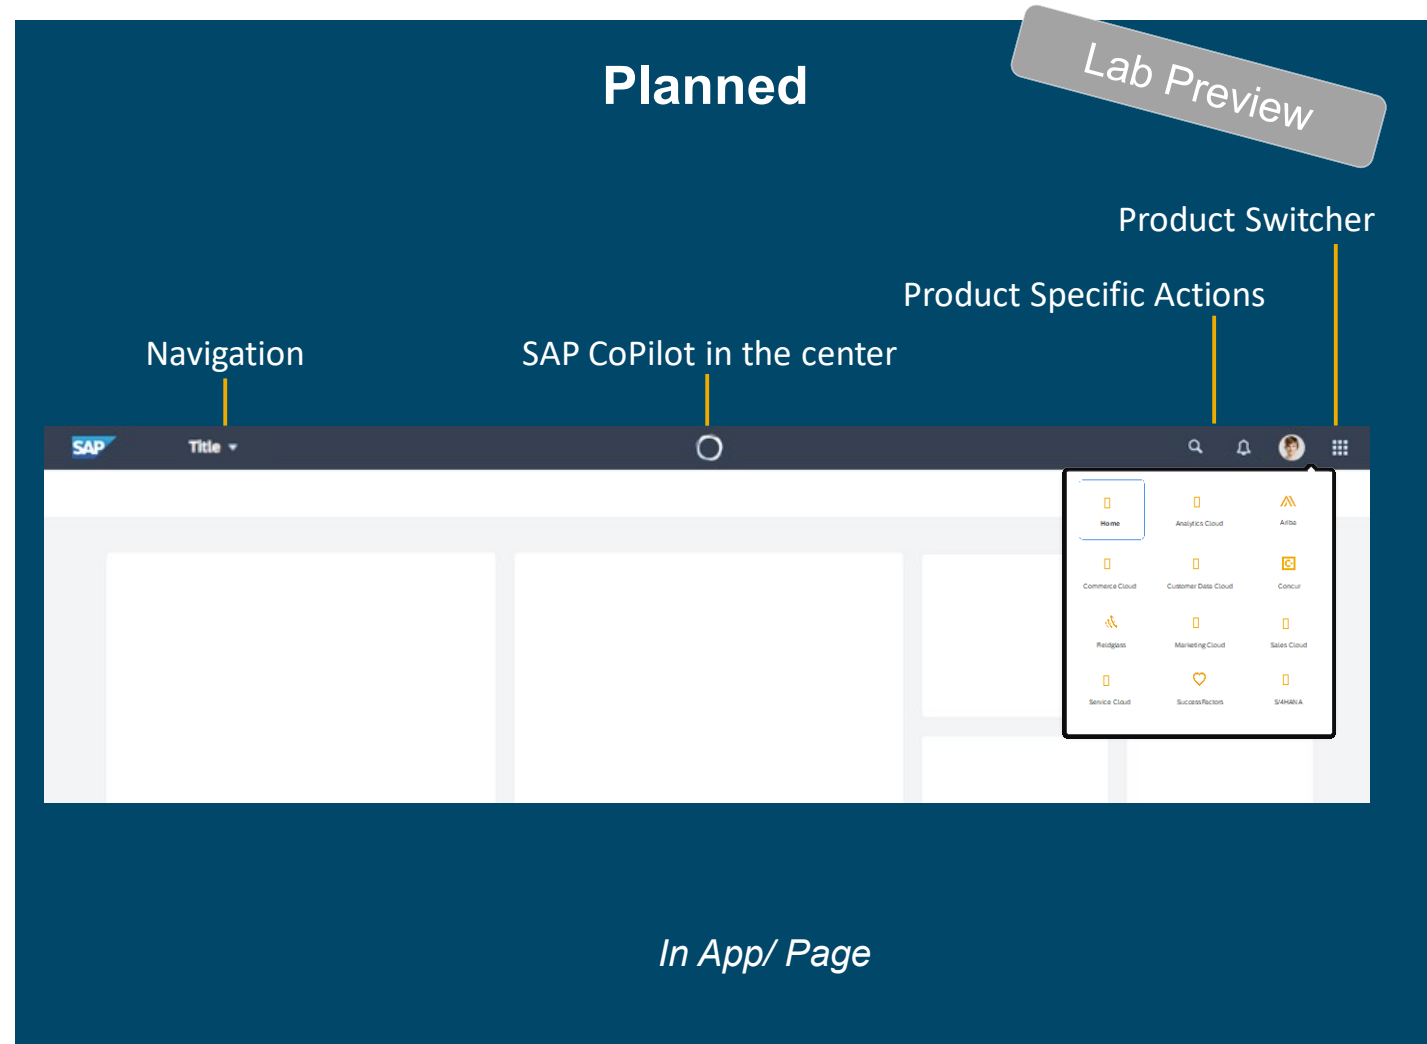 Planned
Lab Preview
Product Switcher
Product Specific Actions
Navigation
SAP CoPilot in the center
SAP
Title
Home
Analytics Cloud
Ariba
Commerce Cloud
Customer Data Cloud
Concur
Fieldglass
Marketing Cloud
Sales Cloud
Service Cloud
SuccessFactors
S/4HANA
In App/ Page